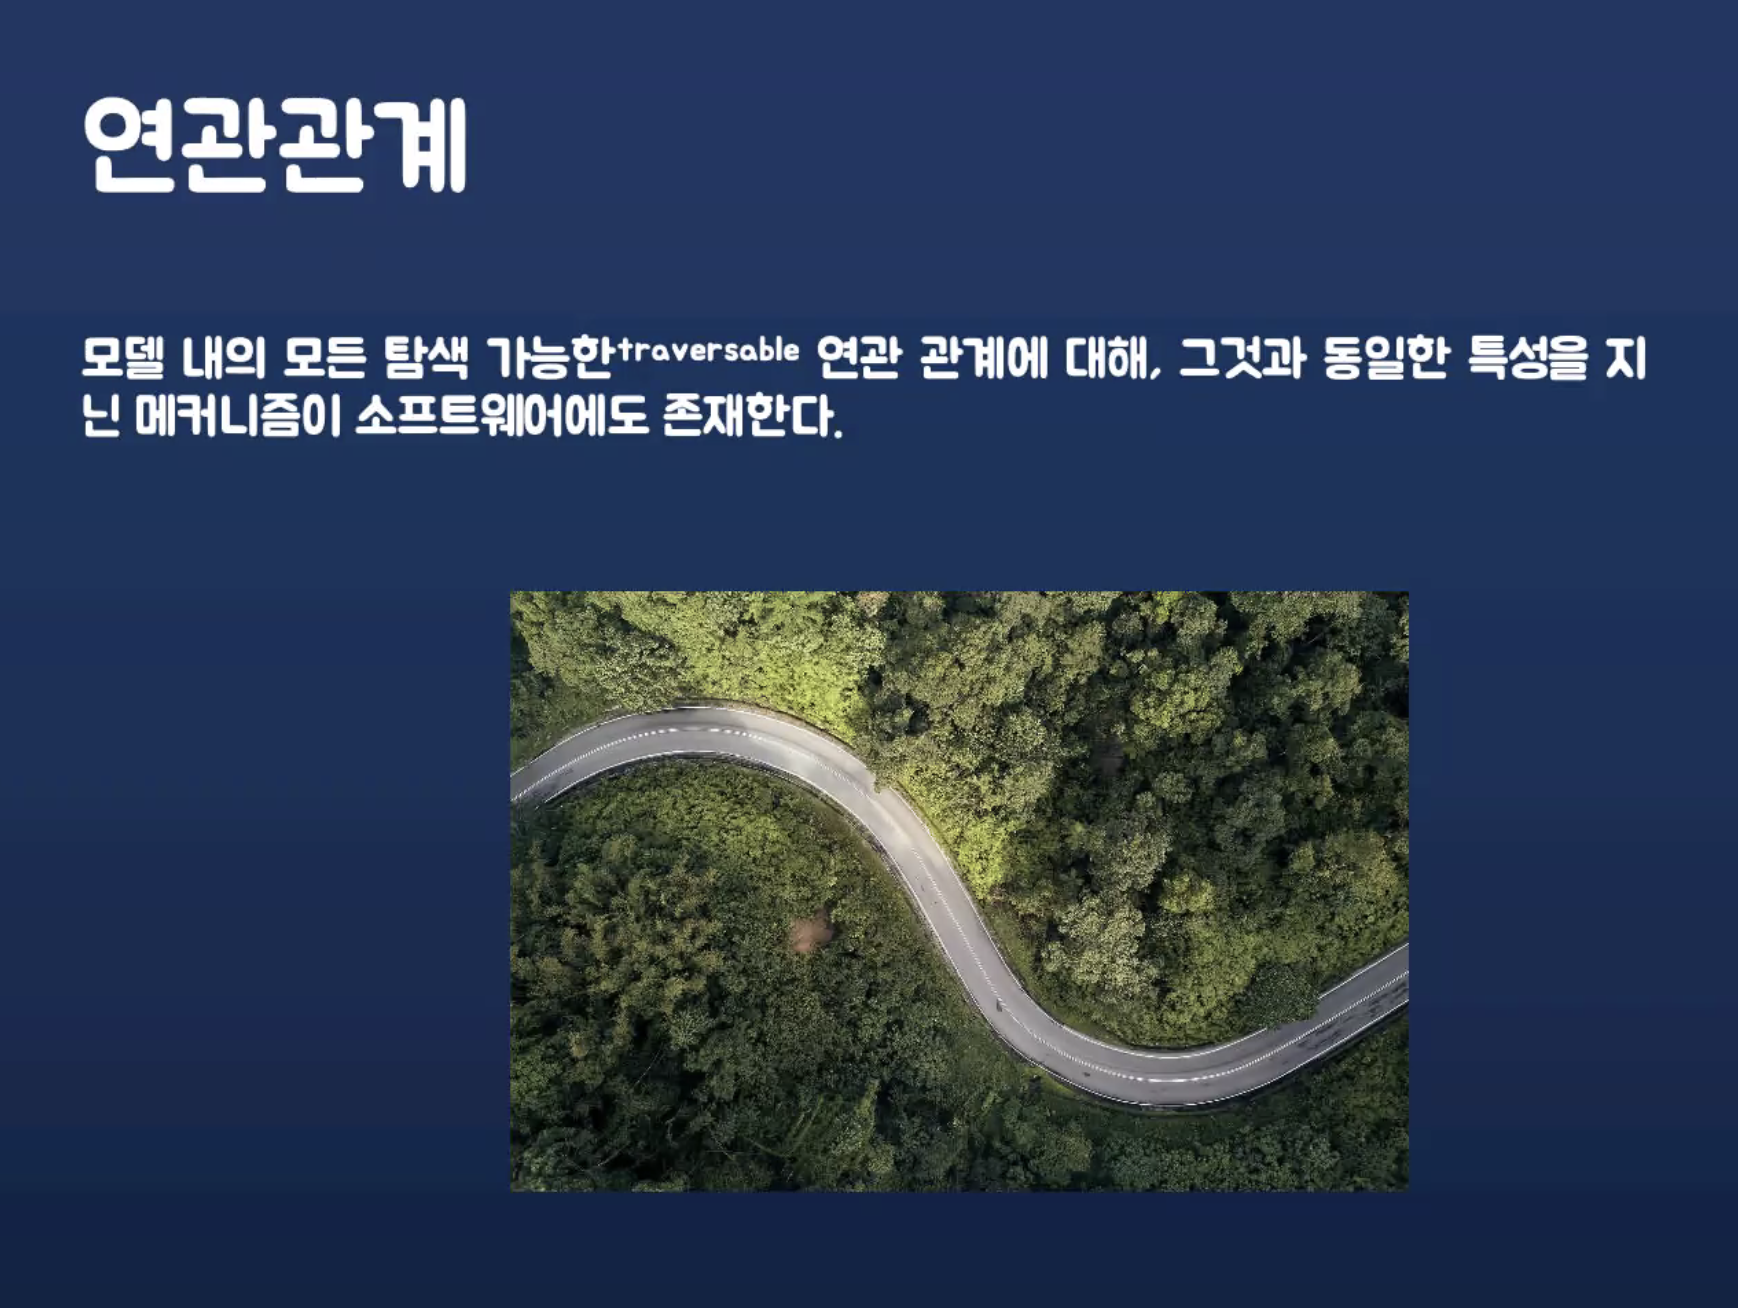 연관관계
모델 내의 모든 탐색 가능한traversable 연관 관계에 대해, 그것과 동일한 특성을 지
닌 메커니즘이 소프트웨어에도 존재한다.